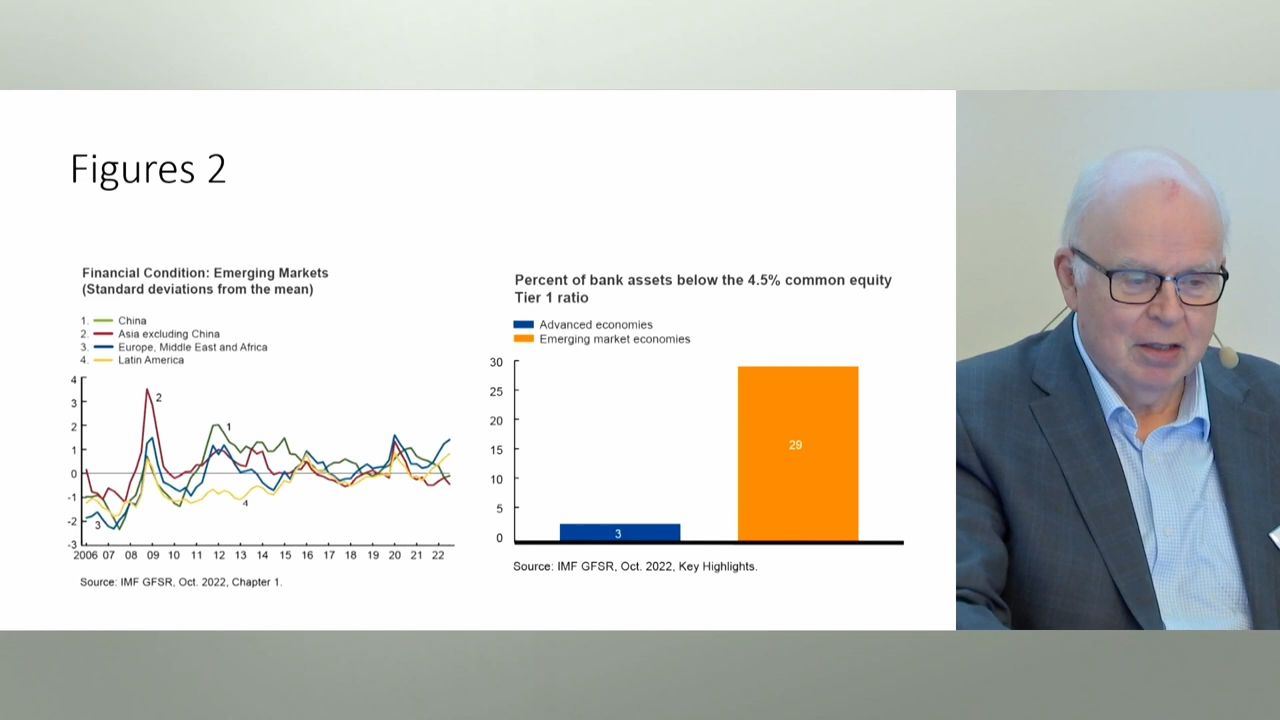 Figures 2
Financial Condition: Emerging Markets
(Standard deviations from the mean)
1. China
2. Asia excluding China
3. Europe, Middle East and Africa
4. Latin America
4
3
2
1
0
-1
-2
-3
2
1
4
3
2006 07 08 09 10 11 12 13 14 15 16 17 18 19 20 21 22
Source: IMF GFSR, Oct. 2022, Chapter 1.
Percent of bank assets below the 4.5% common equity
Tier 1 ratio
Advanced economies
Emerging market economies
30
25
20
15
10
5
0
3
29
Source: IMF GFSR, Oct. 2022, Key Highlights.